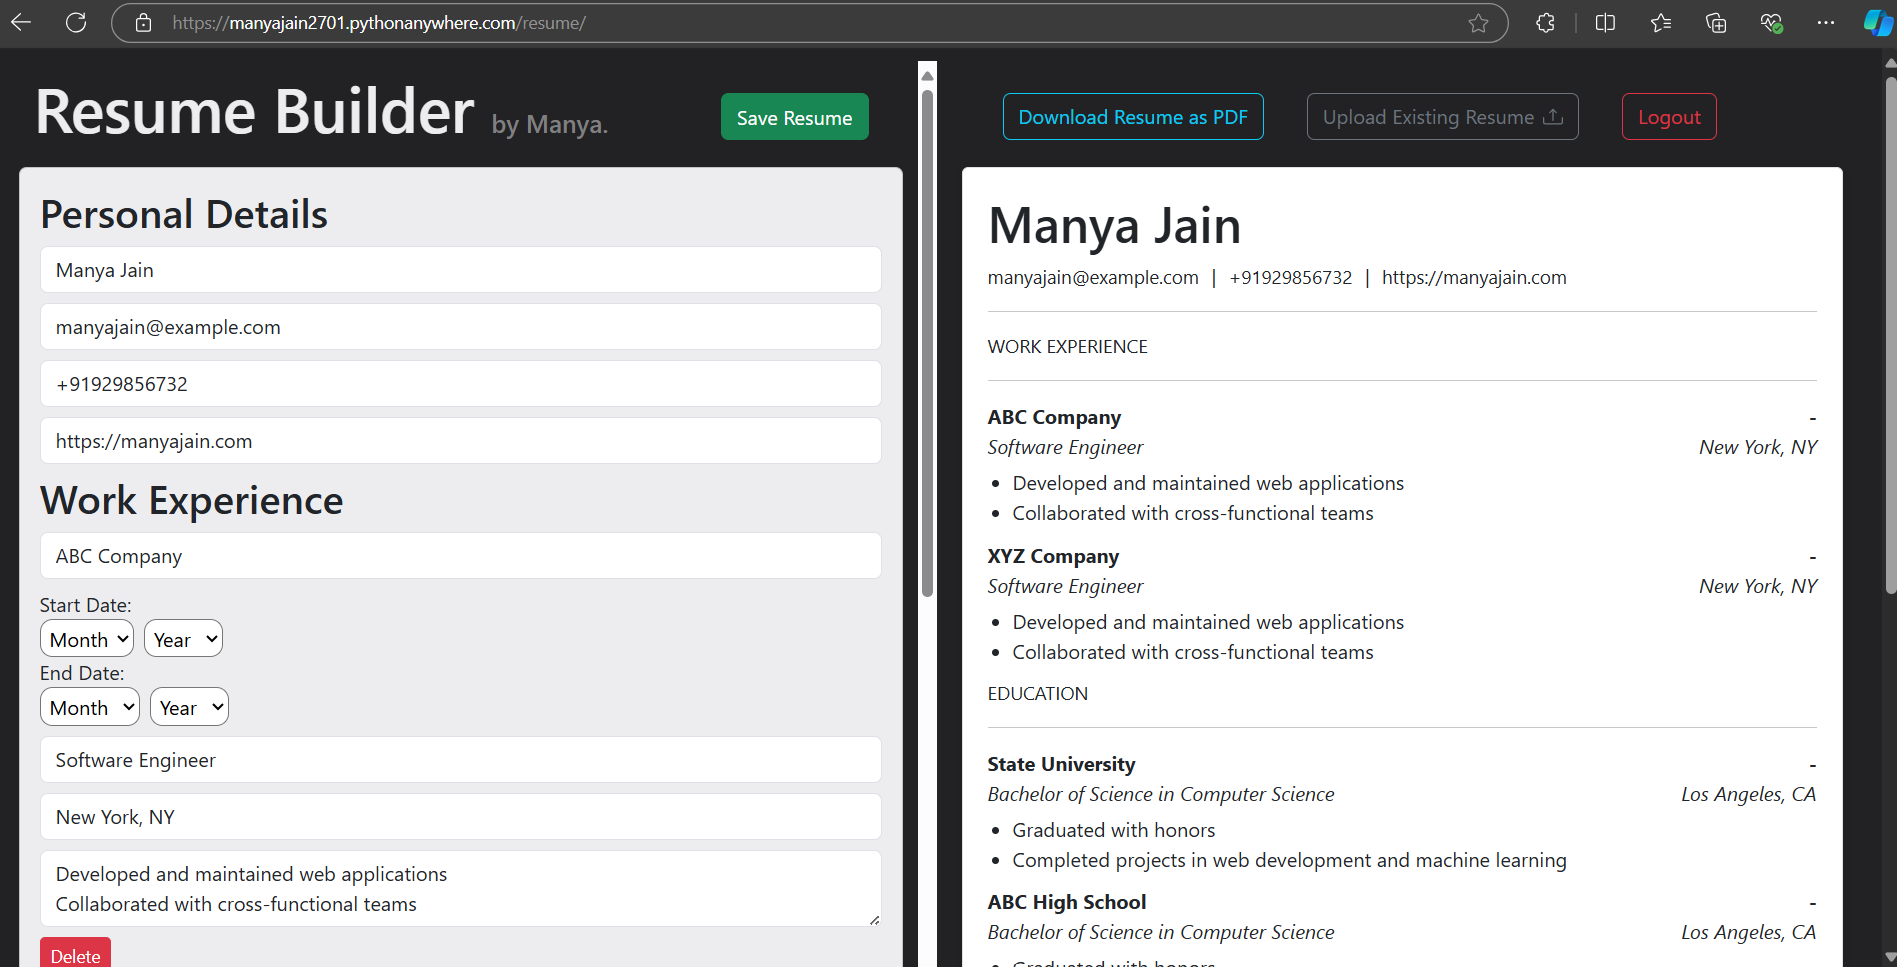 https://manyajain2701.pythonanywhere.com/resume/
Resume Builder by Manya.
Save Resume
Personal Details
Manya Jain
manyajain@example.com
+91929856732
https://manyajain.com
Work Experience
ABC Company
Start Date:
Month Year
End Date:
Month Year
Software Engineer
New York, NY
Developed and maintained web applications
Collaborated with cross-functional teams
Delete
Download Resume as PDF
Upload Existing Resume
Logout
Manya Jain
manyajain@example.com | +91929856732 | https://manyajain.com
WORK EXPERIENCE
ABC Company -
Software Engineer New York, NY
• Developed and maintained web applications
• Collaborated with cross-functional teams
XYZ Company -
Software Engineer New York, NY
• Developed and maintained web applications
• Collaborated with cross-functional teams
EDUCATION
State University -
Bachelor of Science in Computer Science Los Angeles, CA
• Graduated with honors
• Completed projects in web development and machine learning
ABC High School -
Bachelor of Science in Computer Science Los Angeles, CA
• Graduated with honors